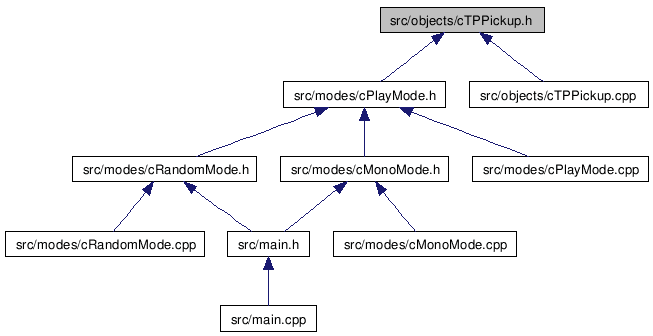 src/objects/cTPPickup.h
src/modes/cPlayMode.h
src/objects/cTPPickup.cpp
src/modes/cRandomMode.h
src/modes/cMonoMode.h
src/modes/cPlayMode.cpp
src/modes/cRandomMode.cpp
src/main.h
src/modes/cMonoMode.cpp
src/main.cpp